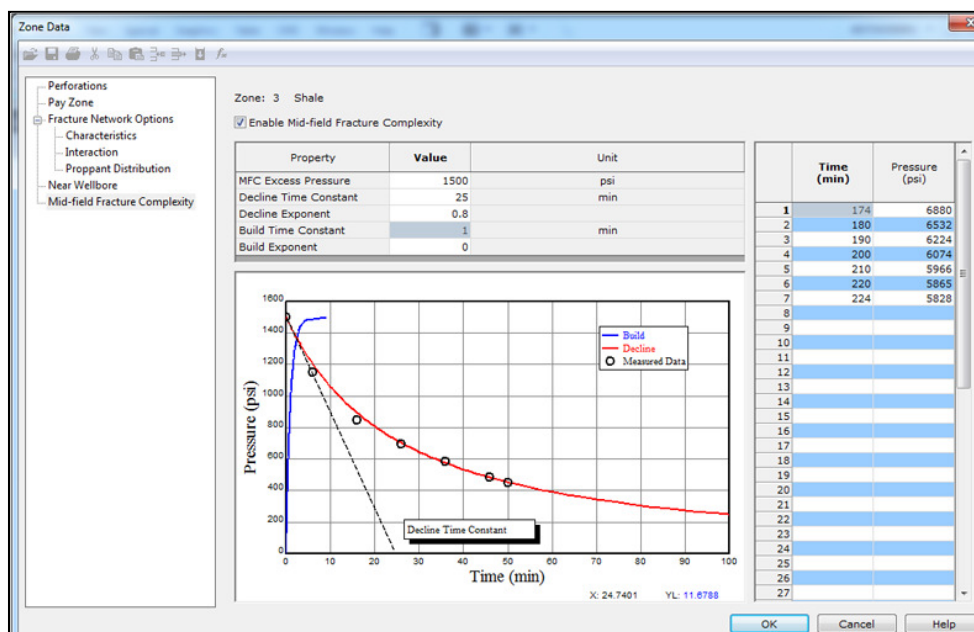 Zone Data
Perforations
Pay Zone
Fracture Network Options
Characteristics
Interaction
Proppant Distribution
Near Wellbore
Mid-field Fracture Complexity
Zone: 3 Shale
Enable Mid-field Fracture Complexity
Property Value Unit
MFC Excess Pressure 1500 psi
Decline Time Constant 25 min
Decline Exponent 0.8
Build Time Constant 1 min
Build Exponent 0
1600
1400
1200
1000
800
600
400
200
0
Pressure (psi)
Build
Decline
Measured Data
Decline Time Constant
0 10 20 30 40 50 60 70 80 90 100
Time (min)
X: 24.7401 YL: 11.6788
Time (min) Pressure (psi)
1 174 6880
2 180 6532
3 190 6224
4 200 6074
5 210 5966
6 220 5865
7 224 5828
8
9
10
11
12
13
14
15
16
17
18
19
20
21
22
23
24
25
26
27
OK Cancel Help